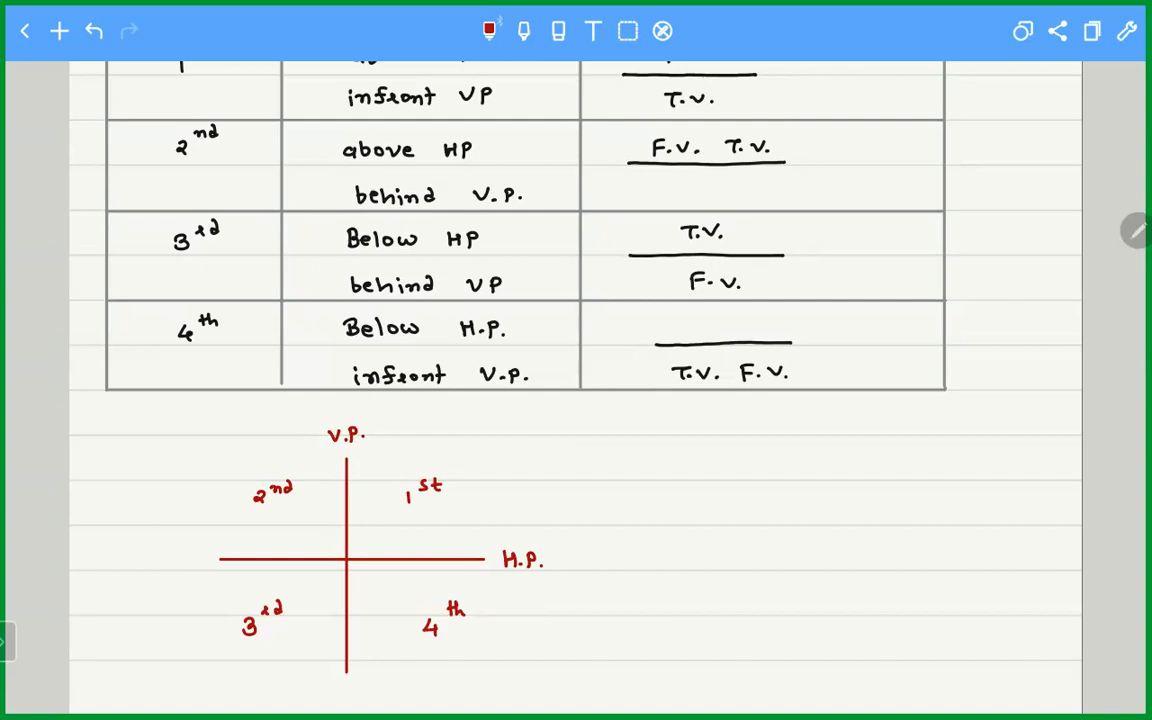 infront VP
T.V.
2nd
above HP
F.V. T.V.
behind V.P.
3rd
Below HP
T.V.
behind VP
F.V.
4th
Below H.P.
infront V.P.
T.V. F.V.
V.P.
2nd
1st
H.P.
3rd
4th